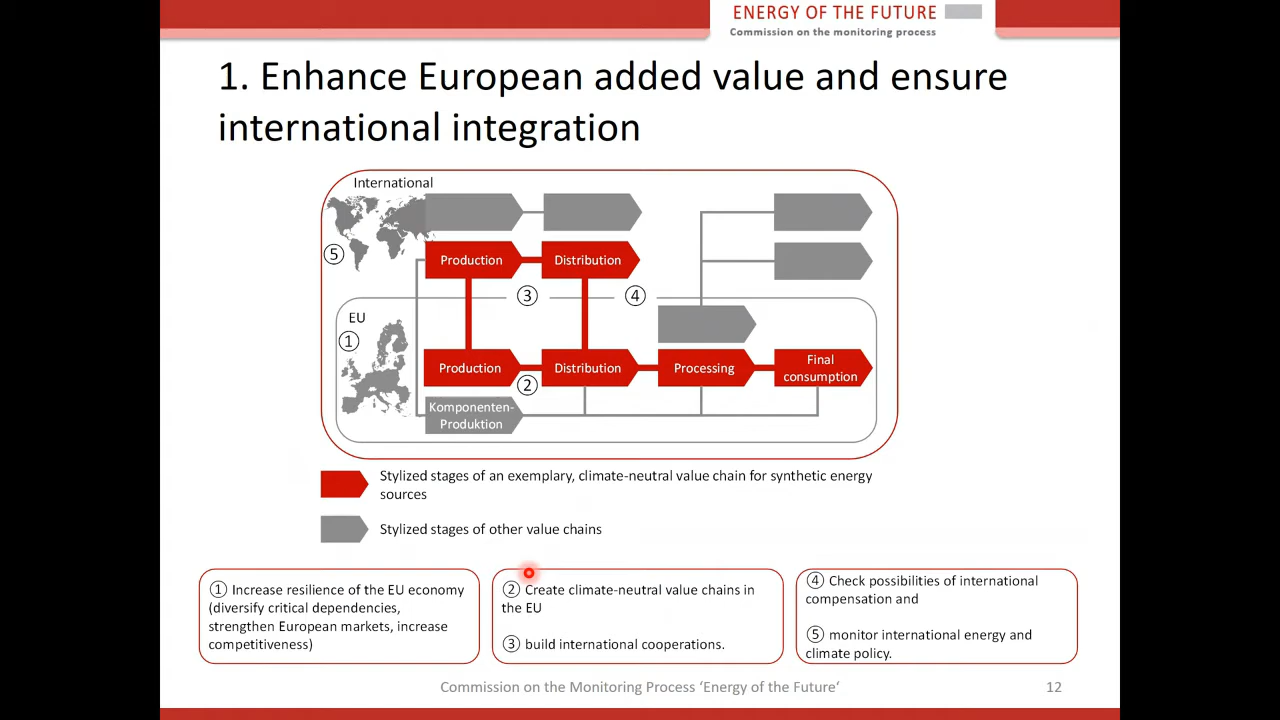 ENERGY OF THE FUTURE
Commission on the monitoring process
1. Enhance European added value and ensure
international integration
International
⑤
Production
Distribution
③
④
EU
①
Production
Distribution
Processing
Final
consumption
②
Komponenten-
Produktion
Stylized stages of an exemplary, climate-neutral value chain for synthetic energy
sources
Stylized stages of other value chains
① Increase resilience of the EU economy
(diversify critical dependencies,
strengthen European markets, increase
competitiveness)
② Create climate-neutral value chains in
the EU
③ build international cooperations.
④ Check possibilities of international
compensation and
⑤ monitor international energy and
climate policy.
Commission on the Monitoring Process ‘Energy of the Future‘
12